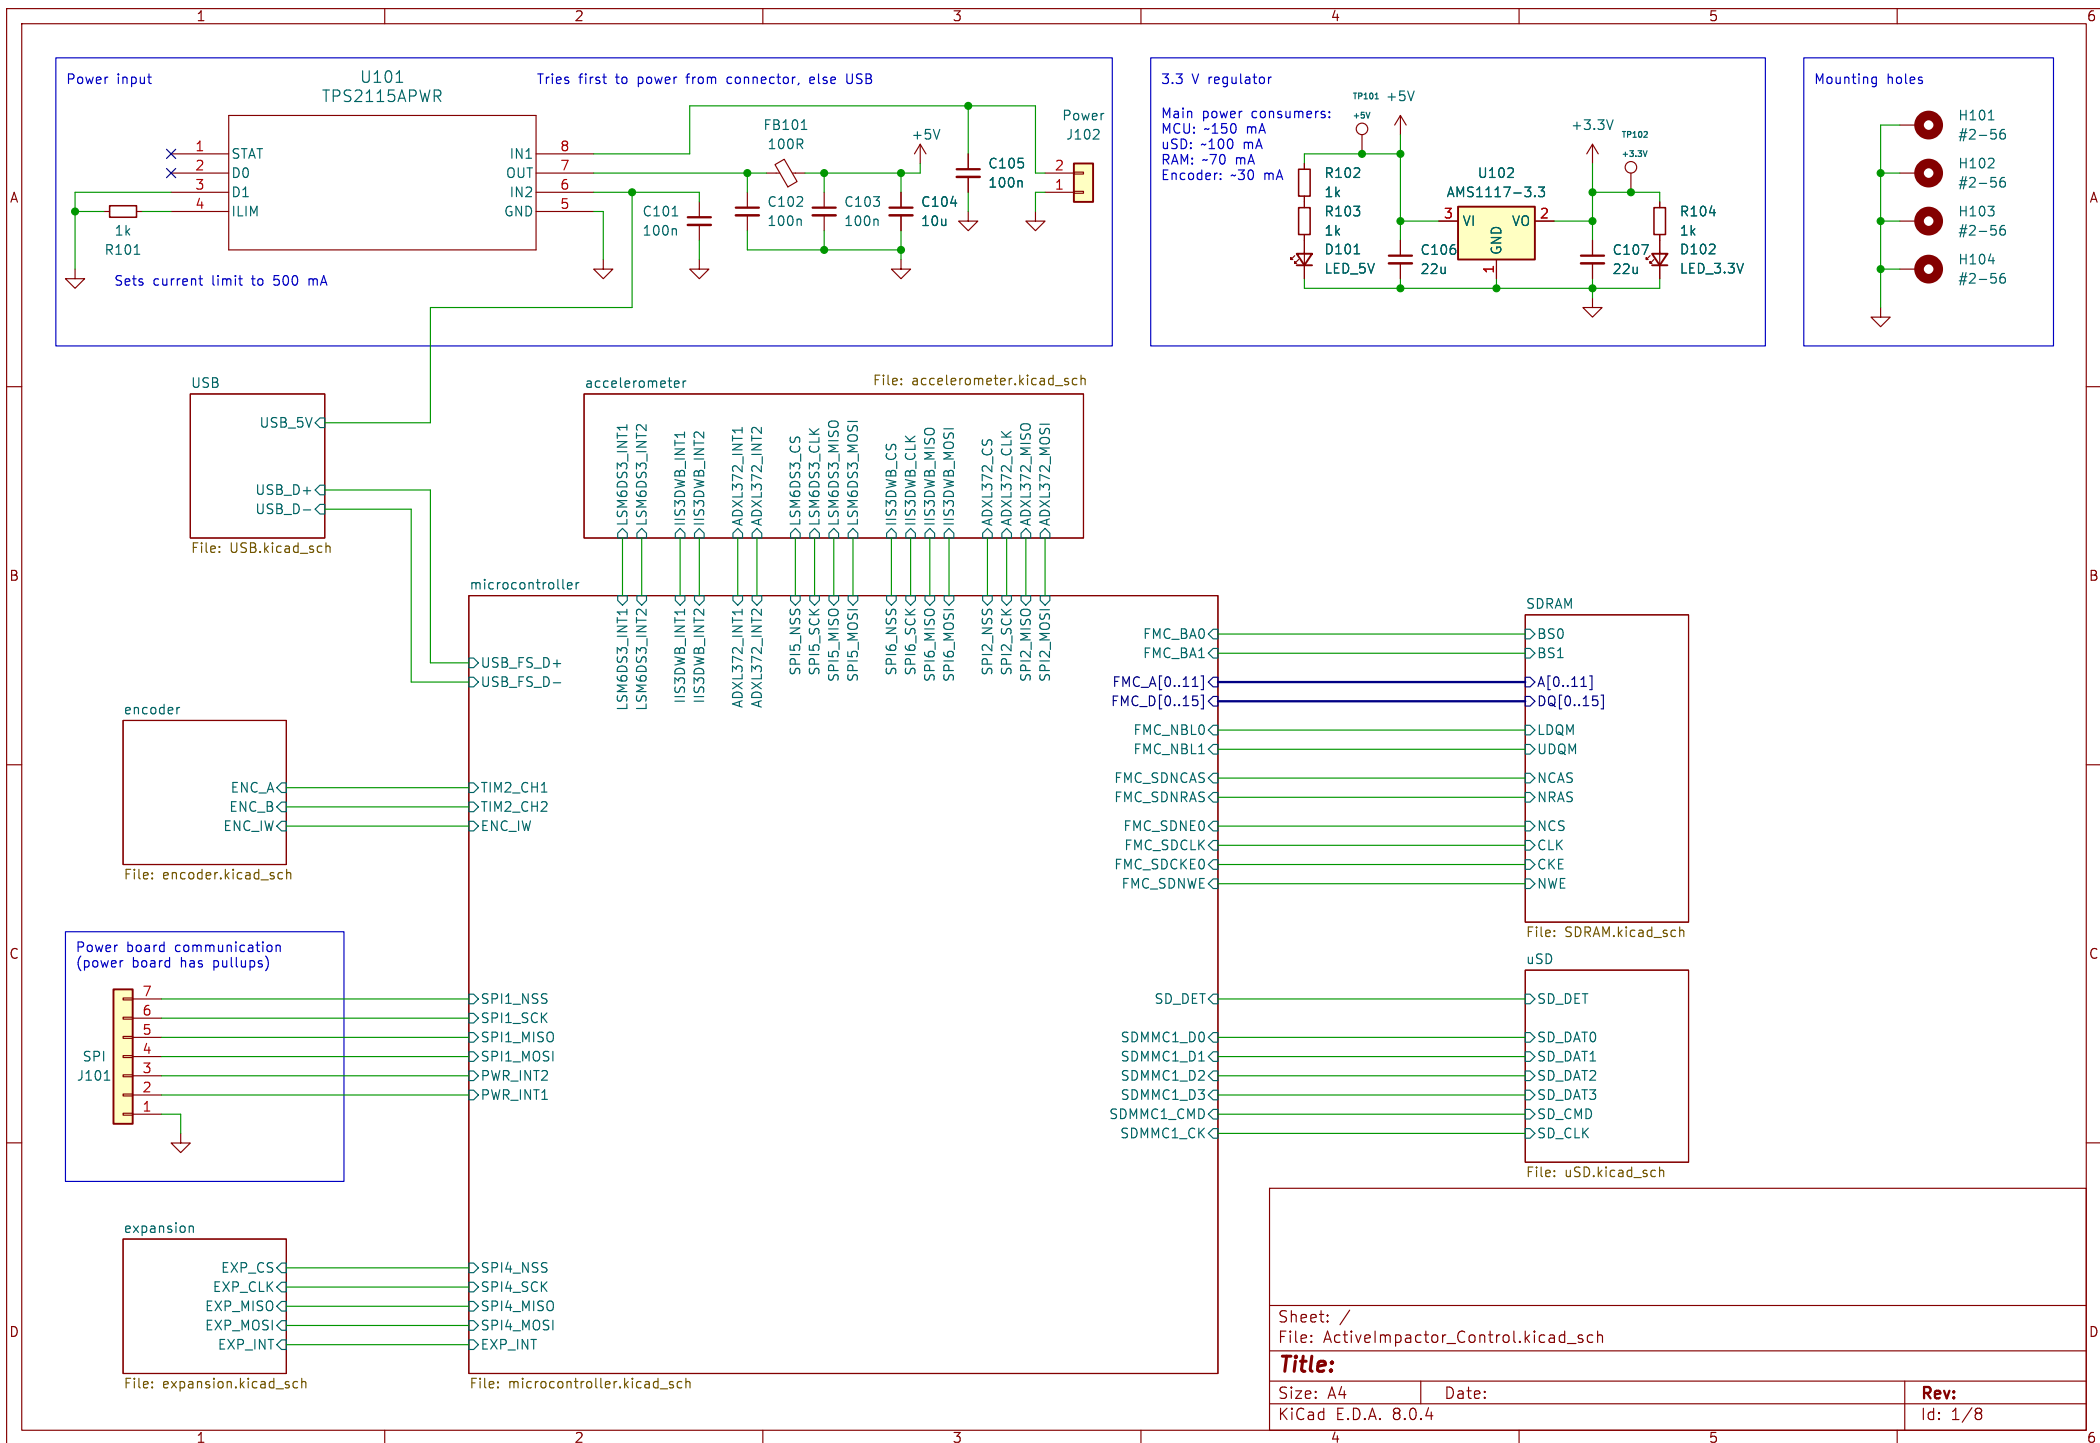 1 2 3 4 5 6
A
B
C
D
Power input
U101
TPS2115APWR
Tries first to power from connector, else USB
1 STAT
2 D0
3 D1
4 ILIM
IN1 8
OUT 7
IN2 6
GND 5
1k
R101
Sets current limit to 500 mA
FB101
100R
+5V
C101
100n
C102
100n
C103
100n
C104
10u
C105
100n
Power
J102
2
1
3.3 V regulator
Main power consumers:
MCU: ~150 mA
uSD: ~100 mA
RAM: ~70 mA
Encoder: ~30 mA
TP101
+5V
+5V
R102
1k
R103
1k
D101
LED_5V
C106
22u
U102
AMS1117-3.3
3 VI
VO 2
GND
1
+3.3V
TP102
+3.3V
R104
1k
C107
22u
D102
LED_3.3V
Mounting holes
H101
#2-56
H102
#2-56
H103
#2-56
H104
#2-56
USB
USB_5V
USB_D+
USB_D-
File: USB.kicad_sch
accelerometer
File: accelerometer.kicad_sch
LSM6DS3_INT1
LSM6DS3_INT2
IIS3DWB_INT1
IIS3DWB_INT2
ADXL372_INT1
ADXL372_INT2
LSM6DS3_CS
LSM6DS3_CLK
LSM6DS3_MISO
LSM6DS3_MOSI
IIS3DWB_CS
IIS3DWB_CLK
IIS3DWB_MISO
IIS3DWB_MOSI
ADXL372_CS
ADXL372_CLK
ADXL372_MISO
ADXL372_MOSI
microcontroller
LSM6DS3_INT1
LSM6DS3_INT2
IIS3DWB_INT1
IIS3DWB_INT2
ADXL372_INT1
ADXL372_INT2
SPI5_NSS
SPI5_SCK
SPI5_MISO
SPI5_MOSI
SPI6_NSS
SPI6_SCK
SPI6_MISO
SPI6_MOSI
SPI2_NSS
SPI2_SCK
SPI2_MISO
SPI2_MOSI
USB_FS_D+
USB_FS_D-
TIM2_CH1
TIM2_CH2
ENC_IW
SPI1_NSS
SPI1_SCK
SPI1_MISO
SPI1_MOSI
PWR_INT2
PWR_INT1
SPI4_NSS
SPI4_SCK
SPI4_MISO
SPI4_MOSI
EXP_INT
FMC_BA0
FMC_BA1
FMC_A[0..11]
FMC_D[0..15]
FMC_NBL0
FMC_NBL1
FMC_SDNCAS
FMC_SDNRAS
FMC_SDNE0
FMC_SDCLK
FMC_SDCKE0
FMC_SDNWE
SD_DET
SDMMC1_D0
SDMMC1_D1
SDMMC1_D2
SDMMC1_D3
SDMMC1_CMD
SDMMC1_CK
File: microcontroller.kicad_sch
encoder
ENC_A
ENC_B
ENC_IW
File: encoder.kicad_sch
Power board communication
(power board has pullups)
7
6
5
4
3
2
1
SPI
J101
expansion
EXP_CS
EXP_CLK
EXP_MISO
EXP_MOSI
EXP_INT
File: expansion.kicad_sch
SDRAM
BS0
BS1
A[0..11]
DQ[0..15]
LDQM
UDQM
NCAS
NRAS
NCS
CLK
CKE
NWE
File: SDRAM.kicad_sch
uSD
SD_DET
SD_DAT0
SD_DAT1
SD_DAT2
SD_DAT3
SD_CMD
SD_CLK
File: uSD.kicad_sch
Sheet: /
File: ActiveImpactor_Control.kicad_sch
Title:
Size: A4 Date: Rev:
KiCad E.D.A. 8.0.4 Id: 1/8
A
B
C
D
1 2 3 4 5 6